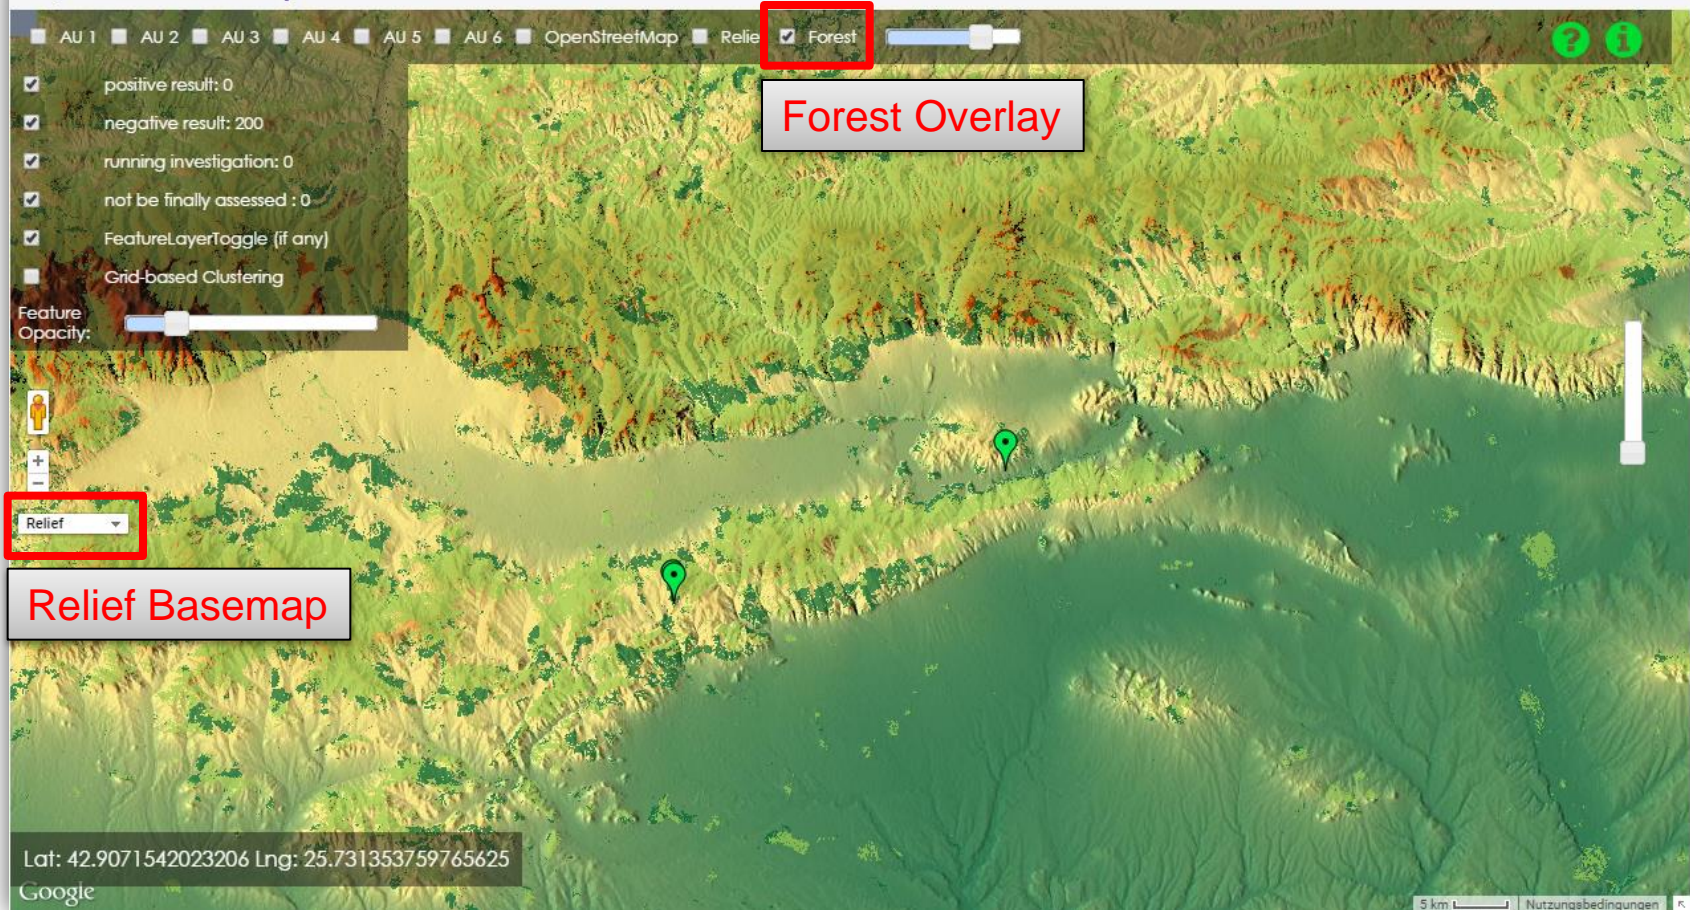 AU 1 AU 2 AU 3 AU 4 AU 5 AU 6 OpenStreetMap Relie Forest
Forest Overlay
positive result: 0
negative result: 200
running investigation: 0
not be finally assessed : 0
FeatureLayerToggle (if any)
Grid-based Clustering
Feature
Opacity:
+
−
Relief
Relief Basemap
Lat: 42.9071542023206 Lng: 25.731353759765625
Google
5 km Nutzungsbedingungen